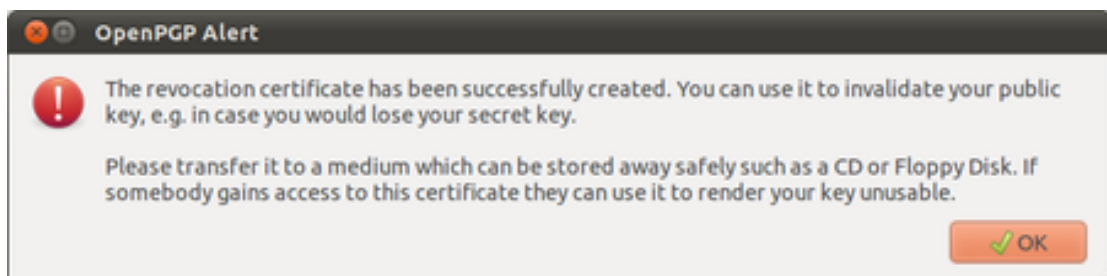 OpenPGP Alert
The revocation certificate has been successfully created. You can use it to invalidate your public
key, e.g. in case you would lose your secret key.
Please transfer it to a medium which can be stored away safely such as a CD or Floppy Disk. If
somebody gains access to this certificate they can use it to render your key unusable.
OK